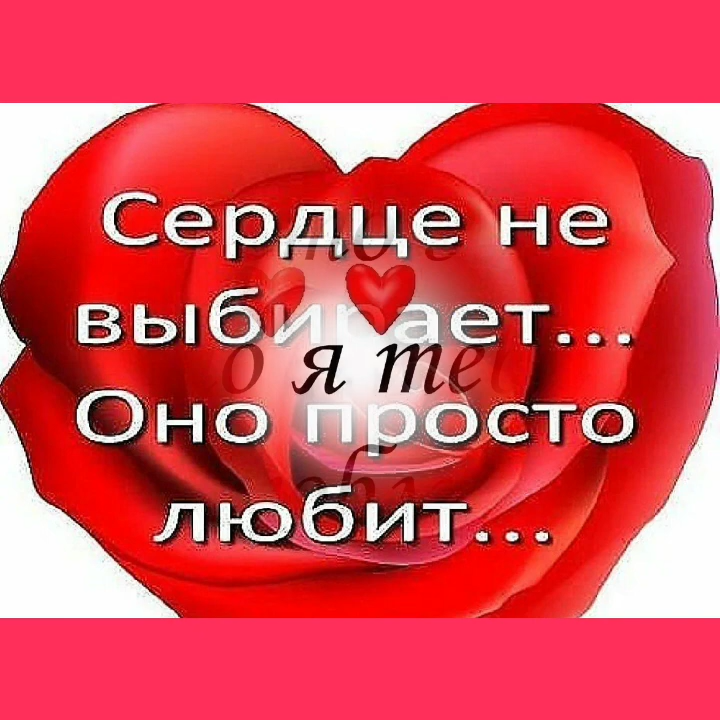 Сердце не
выбирает...
я
Оно просто
любит...